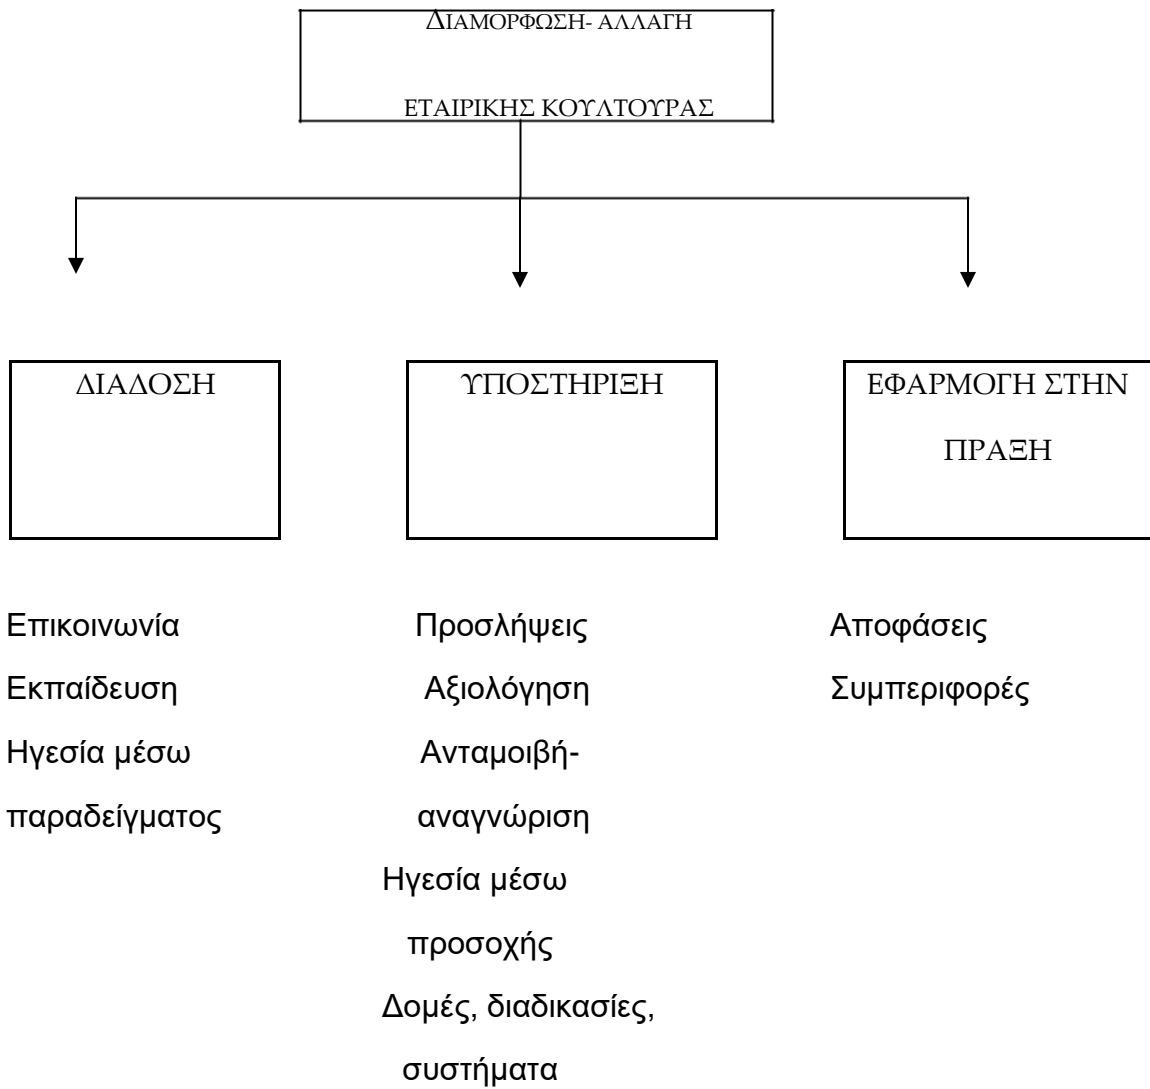 ΔΙΑΜΟΡΦΩΣΗ- ΑΛΛΑΓΗ
ΕΤΑΙΡΙΚΗΣ ΚΟΥΛΤΟΥΡΑΣ
ΔΙΑΔΟΣΗ
ΥΠΟΣΤΗΡΙΞΗ
ΕΦΑΡΜΟΓΗ ΣΤΗΝ
ΠΡΑΞΗ
Επικοινωνία
Εκπαίδευση
Ηγεσία μέσω
παραδείγματος
Προσλήψεις
Αξιολόγηση
Ανταμοιβή-
αναγνώριση
Ηγεσία μέσω
προσοχής
Δομές, διαδικασίες,
συστήματα
Αποφάσεις
Συμπεριφορές